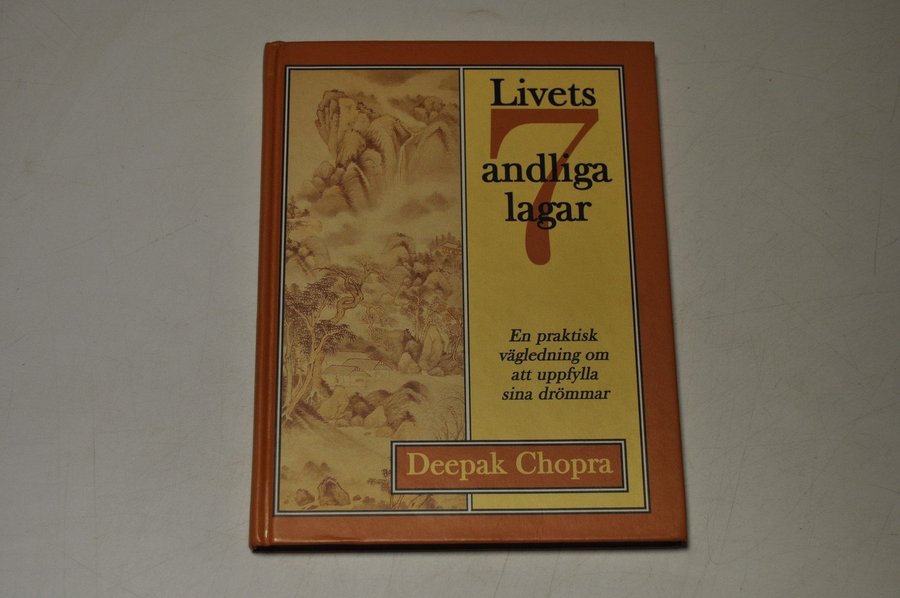 Livets
7
andliga
lagar
En praktisk
vägledning om
att uppfylla
sina drömmar
Deepak Chopra